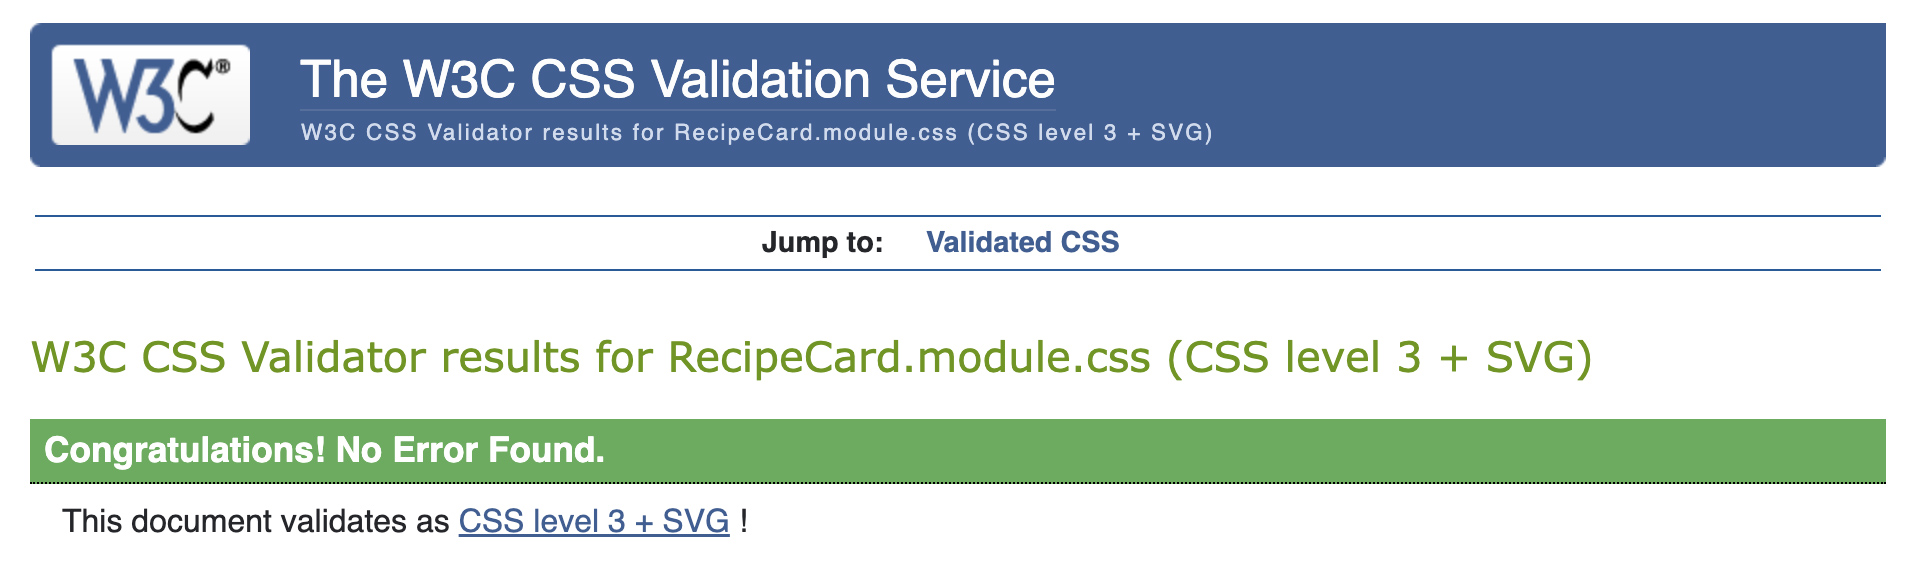 W3C®
The W3C CSS Validation Service
W3C CSS Validator results for RecipeCard.module.css (CSS level 3 + SVG)
Jump to: Validated CSS
W3C CSS Validator results for RecipeCard.module.css (CSS level 3 + SVG)
Congratulations! No Error Found.
This document validates as CSS level 3 + SVG !